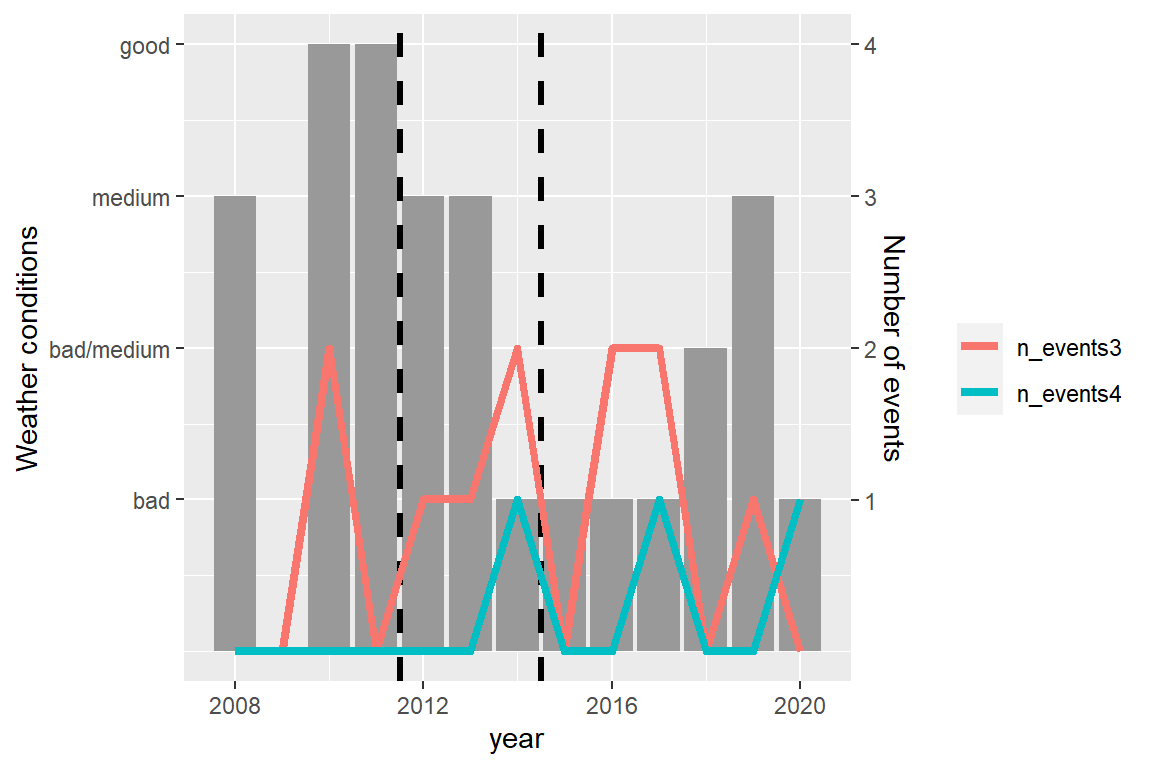 good
medium
bad/medium
bad
Weather conditions
4
3
2
1
Number of events
2008
2012
2016
2020
year
n_events3
n_events4